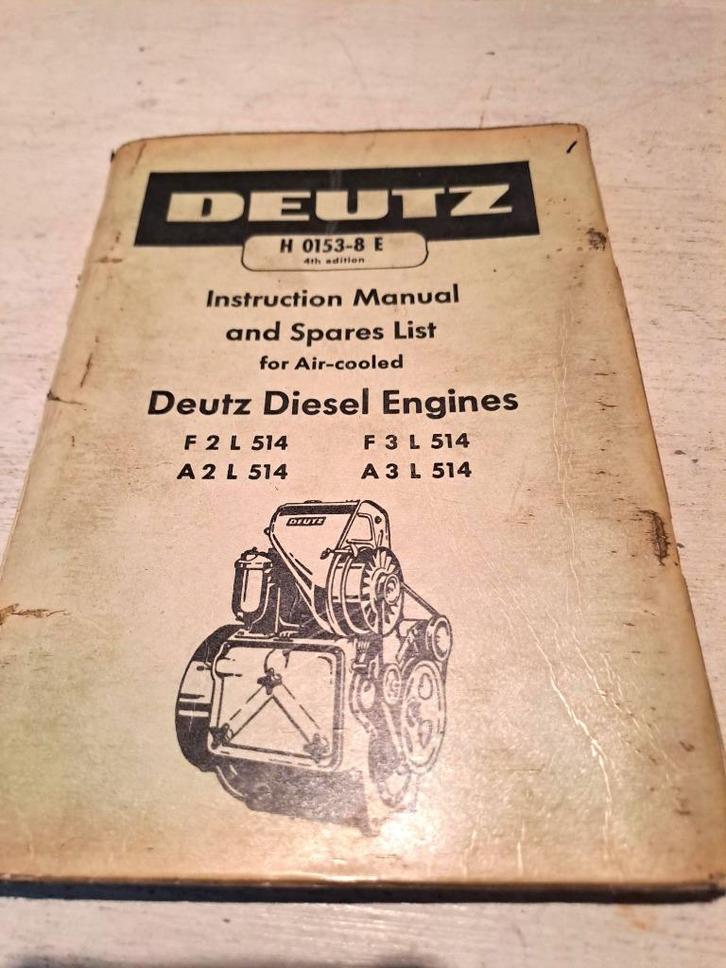 DEUTZ
H 0153-8 E
4th edition
Instruction Manual
and Spares List
for Air-cooled
Deutz Diesel Engines
F 2 L 514 F 3 L 514
A 2 L 514 A 3 L 514
DEUTZ